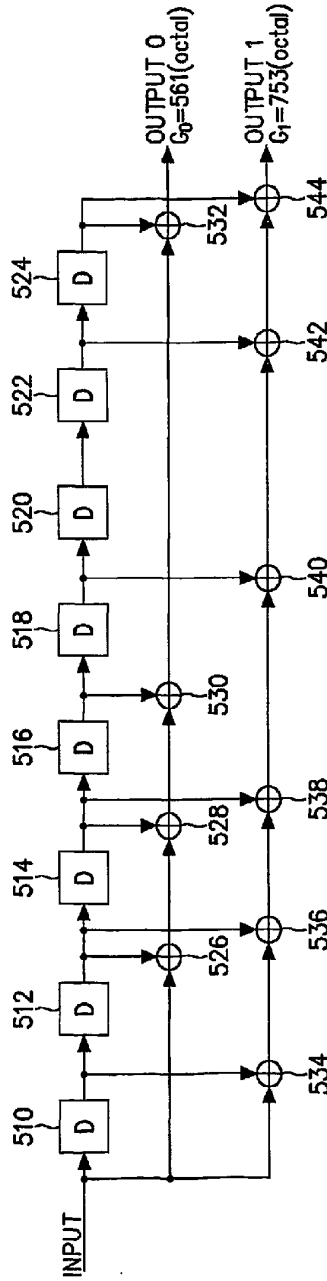 INPUT
510
D
512
D
514
D
516
D
518
D
520
D
522
D
524
D
526
528
530
532
OUTPUT 0
G₀=561(octal)
534
536
538
540
542
544
OUTPUT 1
G₁=753(octal)